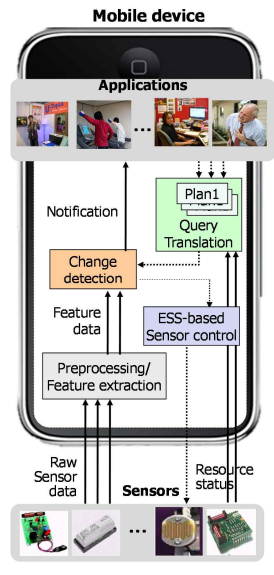 Mobile device
Applications
...
Notification
Plan1
Query
Translation
Change
detection
Feature
data
ESS-based
Sensor control
Preprocessing/
Feature extraction
Raw
Sensor
data
Resource
status
Sensors
...